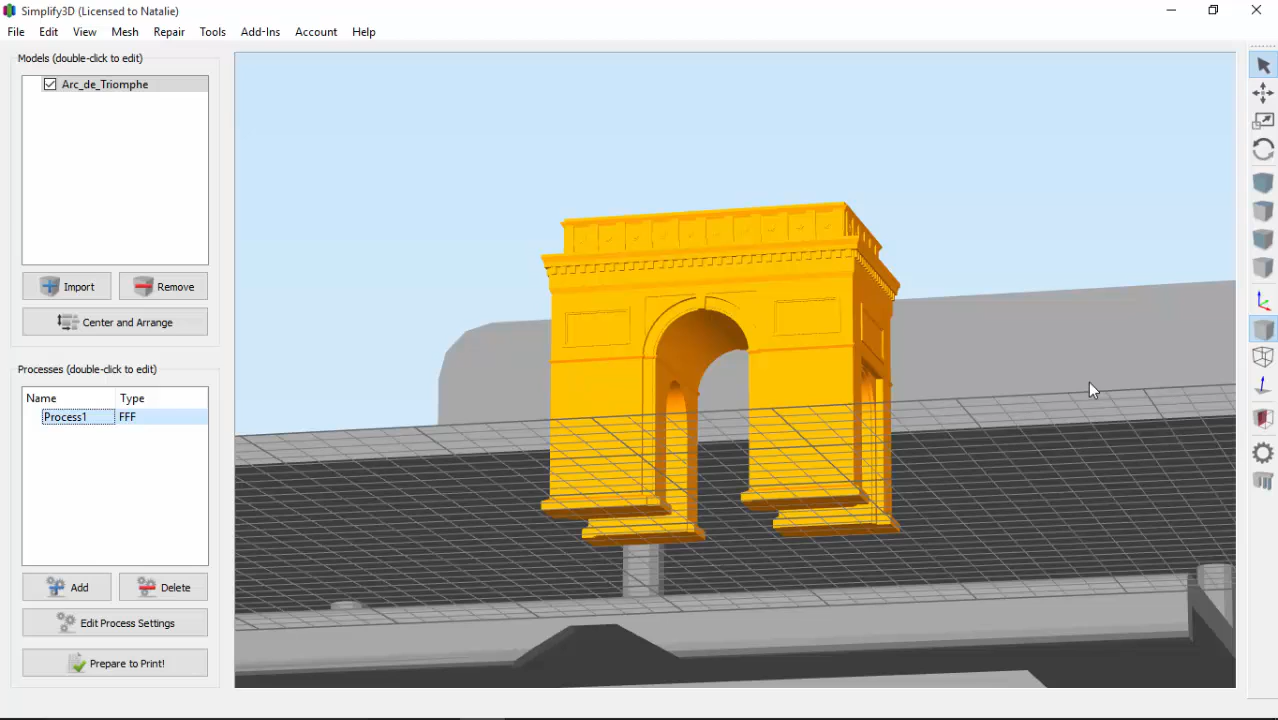 Simplify3D (Licensed to Natalie)
File Edit View Mesh Repair Tools Add-Ins Account Help
Models (double-click to edit)
Arc_de_Triomphe
Import Remove
Center and Arrange
Processes (double-click to edit)
Name Type
Process1 FFF
Add Delete
Edit Process Settings
Prepare to Print!